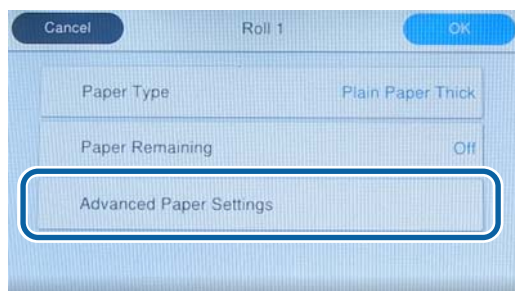 Cancel Roll 1 OK
Paper Type Plain Paper Thick
Paper Remaining Off
Advanced Paper Settings